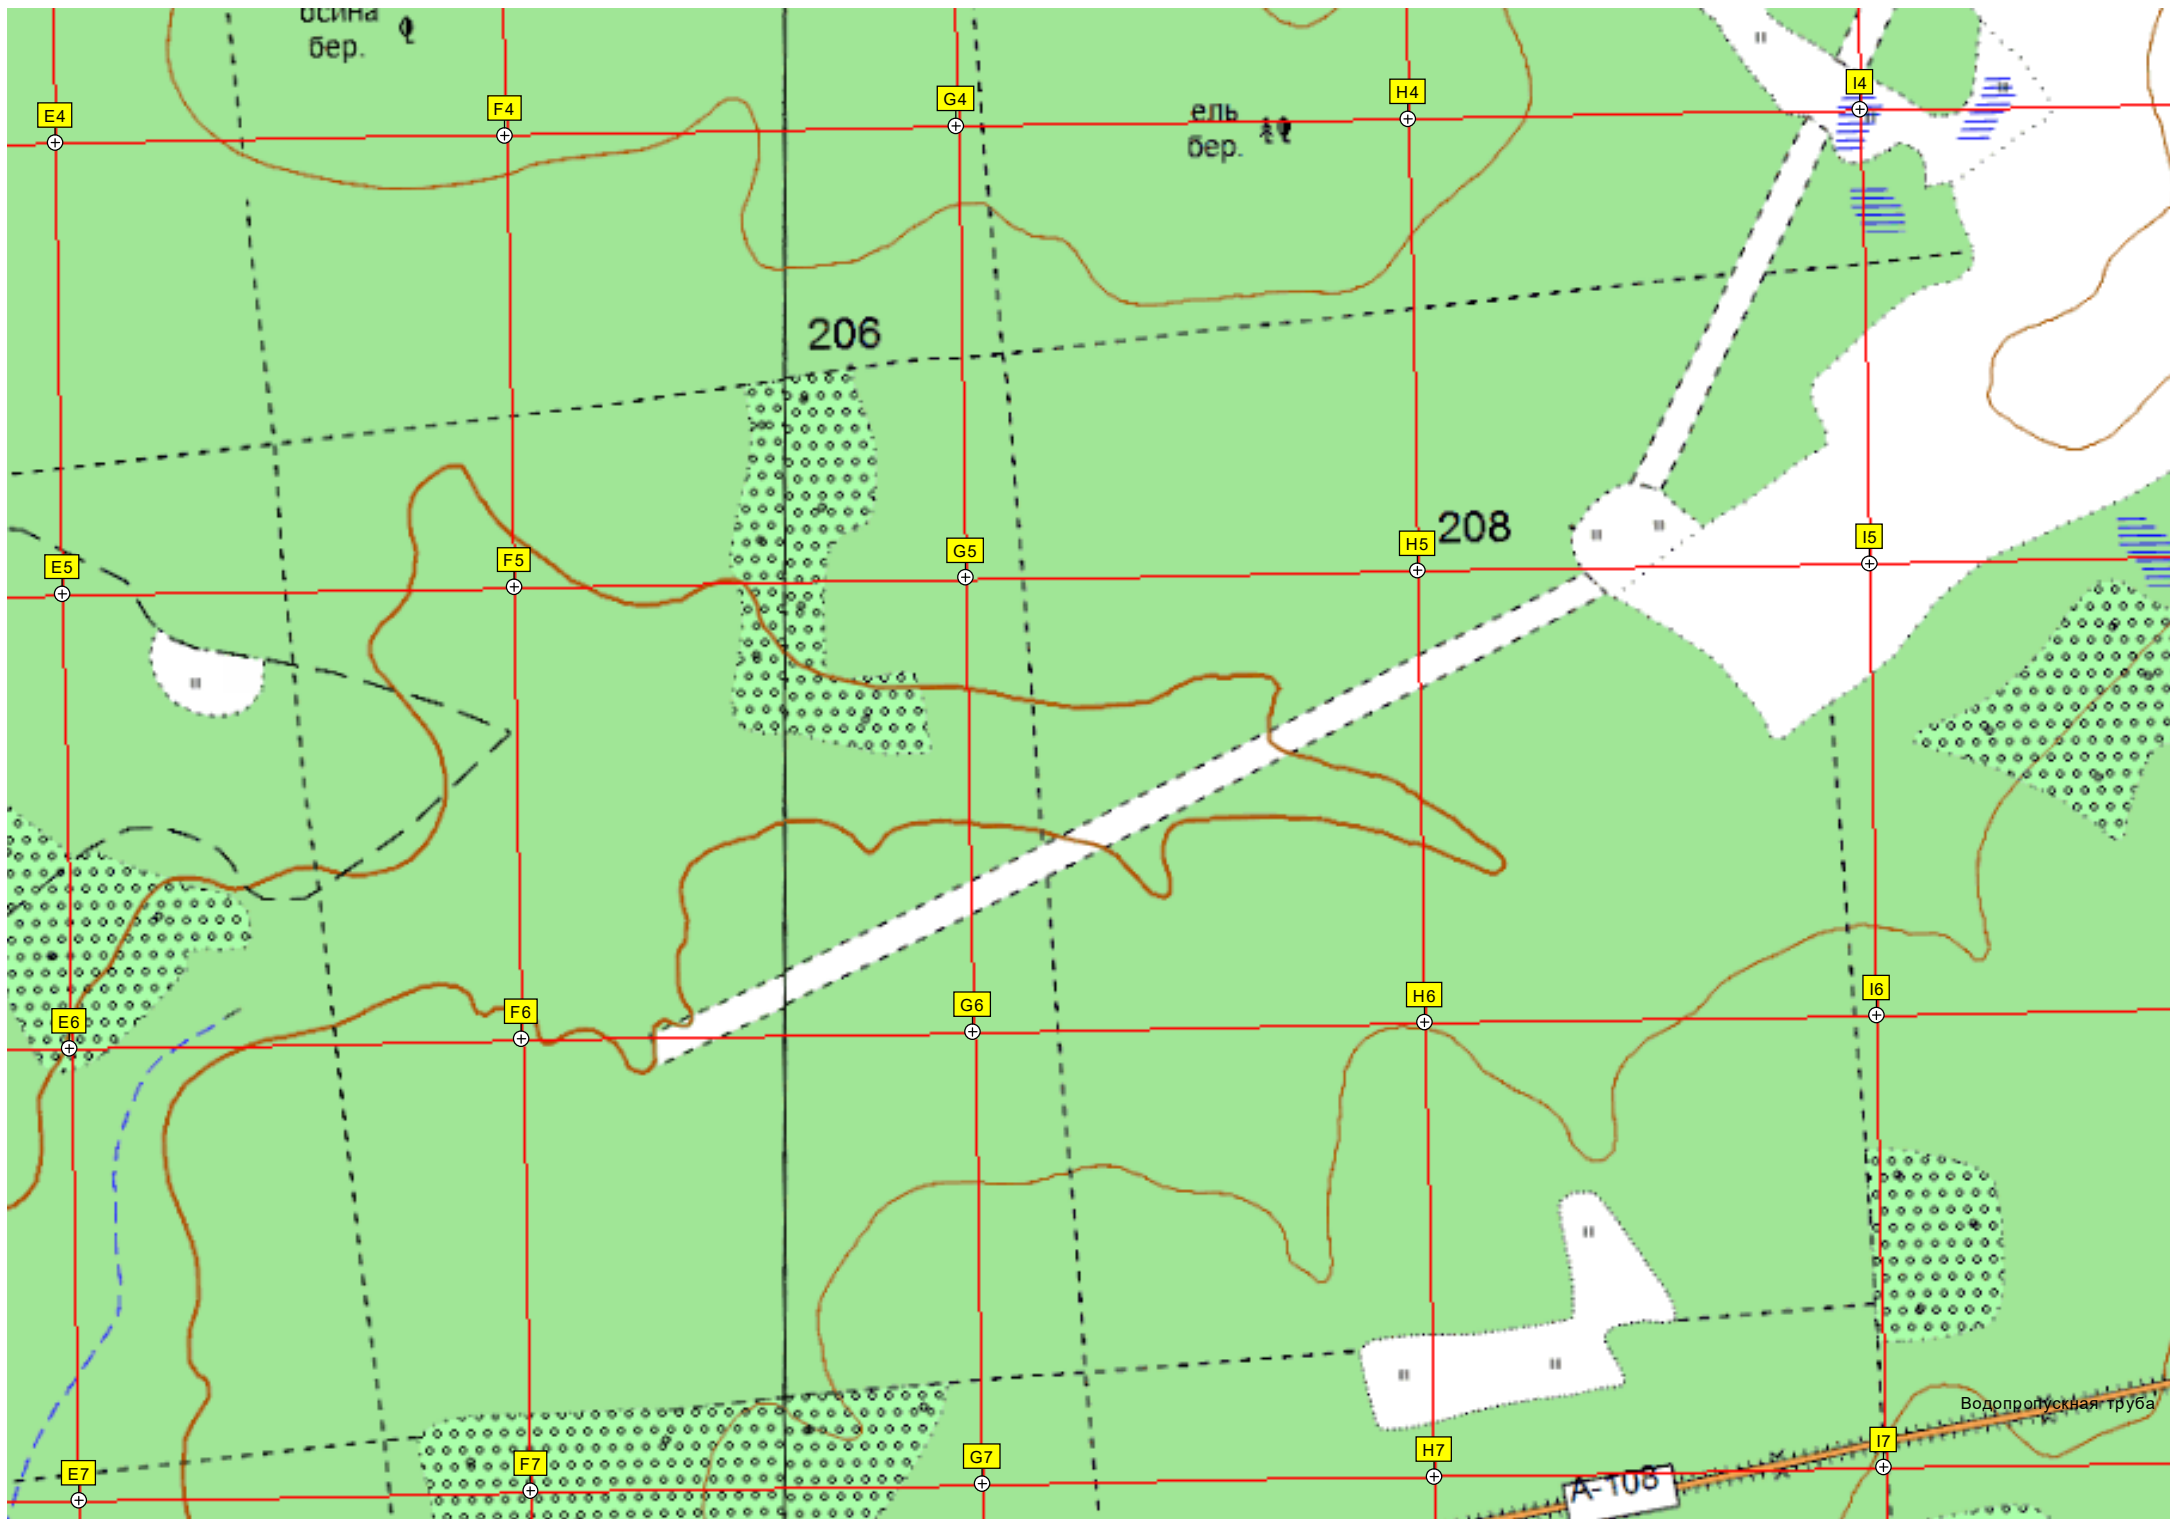 осина
бер.
E4
F4
G4
H4
I4
ель
бер.
206
208
E5
F5
G5
H5
I5
E6
F6
G6
H6
I6
Водопропускная труба
E7
F7
G7
H7
I7
А-108